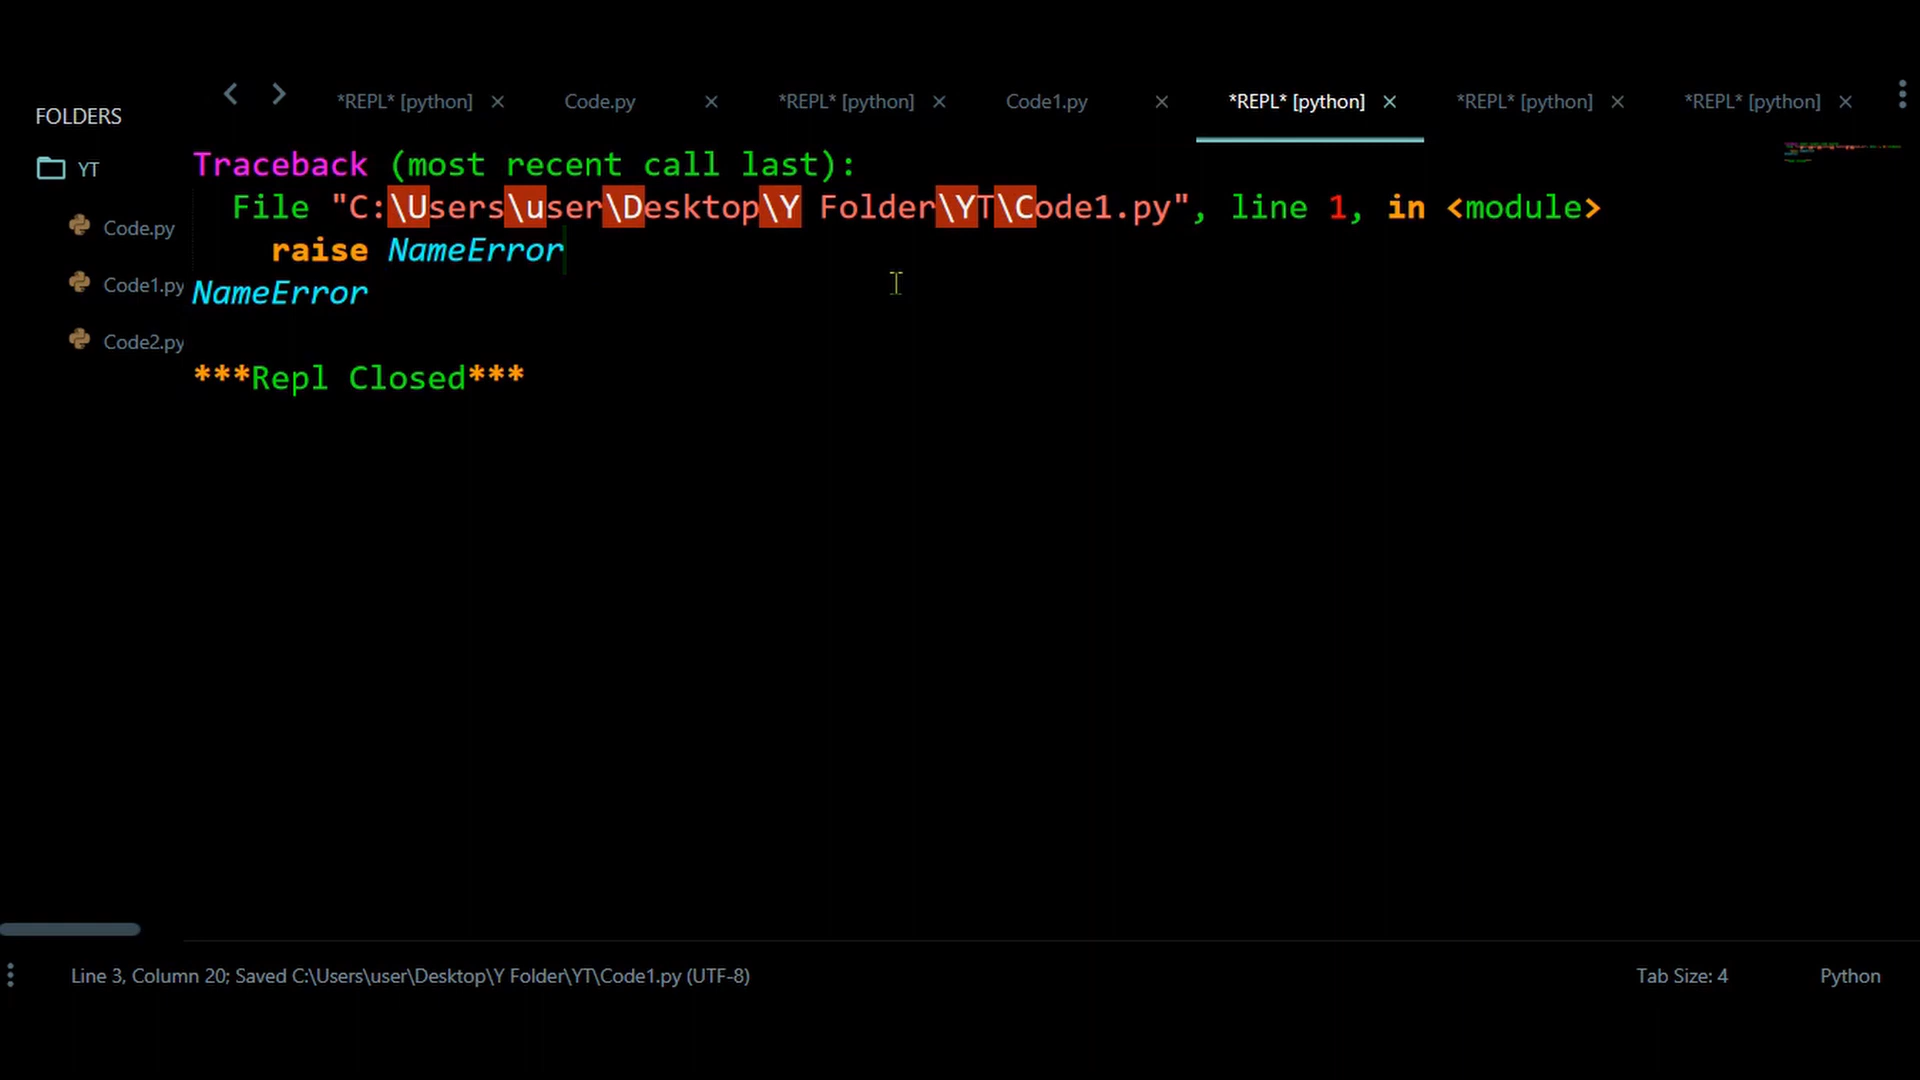 FOLDERS
YT
Code.py
Code1.py
Code2.py
*REPL* [python] Code.py *REPL* [python] Code1.py *REPL* [python] *REPL* [python] *REPL* [python]
Traceback (most recent call last):
  File "C:\Users\user\Desktop\Y Folder\YT\Code1.py", line 1, in <module>
    raise NameError
NameError
***Repl Closed***
Line 3, Column 20; Saved C:\Users\user\Desktop\Y Folder\YT\Code1.py (UTF-8) Tab Size: 4 Python